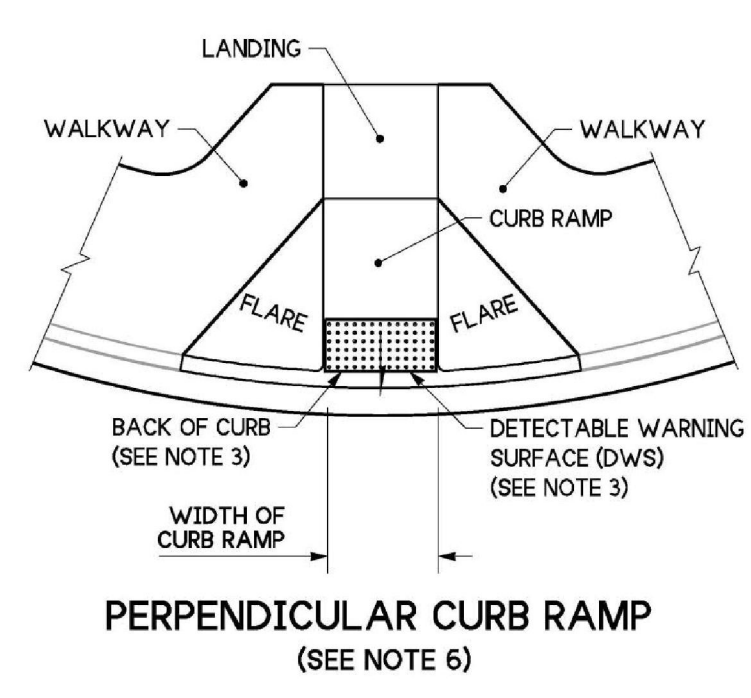 LANDING
WALKWAY
WALKWAY
CURB RAMP
FLARE
FLARE
BACK OF CURB
(SEE NOTE 3)
DETECTABLE WARNING
SURFACE (DWS)
(SEE NOTE 3)
WIDTH OF
CURB RAMP
PERPENDICULAR CURB RAMP
(SEE NOTE 6)